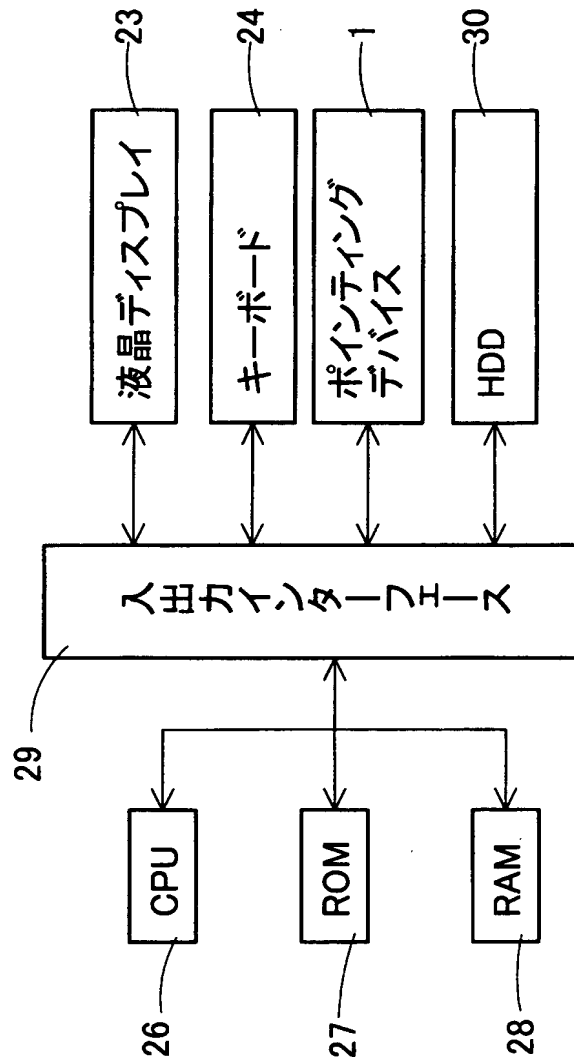 29
入出力インターフェース
26
CPU
27
ROM
28
RAM
液晶ディスプレイ
23
キーボード
24
ポインティング
デバイス
1
HDD
30